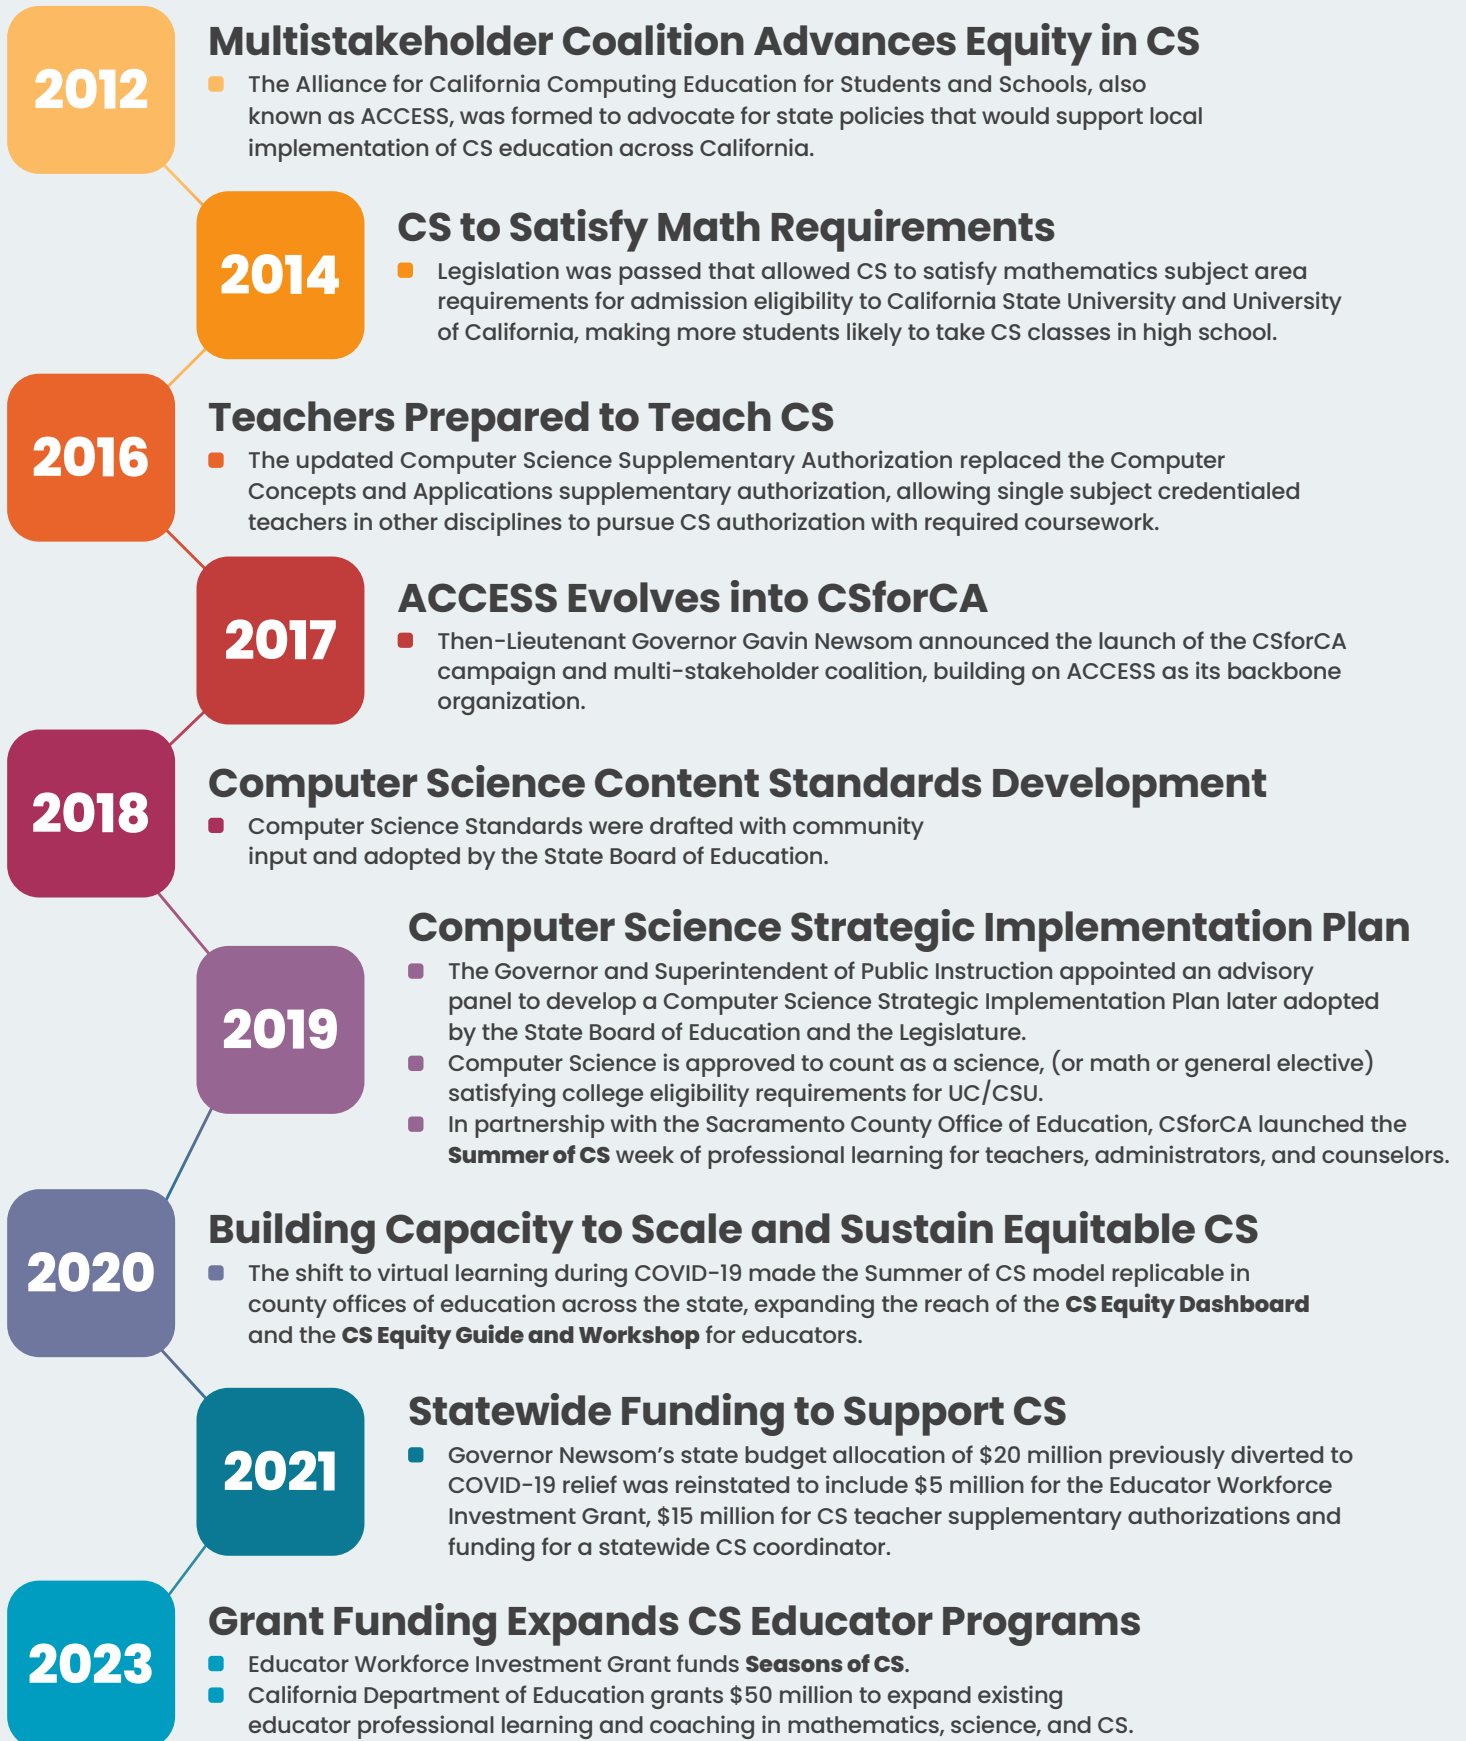 2012
Multistakeholder Coalition Advances Equity in CS
The Alliance for California Computing Education for Students and Schools, also
known as ACCESS, was formed to advocate for state policies that would support local
implementation of CS education across California.
2014
CS to Satisfy Math Requirements
Legislation was passed that allowed CS to satisfy mathematics subject area
requirements for admission eligibility to California State University and University
of California, making more students likely to take CS classes in high school.
2016
Teachers Prepared to Teach CS
The updated Computer Science Supplementary Authorization replaced the Computer
Concepts and Applications supplementary authorization, allowing single subject credentialed
teachers in other disciplines to pursue CS authorization with required coursework.
2017
ACCESS Evolves into CSforCA
Then-Lieutenant Governor Gavin Newsom announced the launch of the CSforCA
campaign and multi-stakeholder coalition, building on ACCESS as its backbone
organization.
2018
Computer Science Content Standards Development
Computer Science Standards were drafted with community
input and adopted by the State Board of Education.
2019
Computer Science Strategic Implementation Plan
The Governor and Superintendent of Public Instruction appointed an advisory
panel to develop a Computer Science Strategic Implementation Plan later adopted
by the State Board of Education and the Legislature.
Computer Science is approved to count as a science, (or math or general elective)
satisfying college eligibility requirements for UC/CSU.
In partnership with the Sacramento County Office of Education, CSforCA launched the
Summer of CS week of professional learning for teachers, administrators, and counselors.
2020
Building Capacity to Scale and Sustain Equitable CS
The shift to virtual learning during COVID-19 made the Summer of CS model replicable in
county offices of education across the state, expanding the reach of the CS Equity Dashboard
and the CS Equity Guide and Workshop for educators.
2021
Statewide Funding to Support CS
Governor Newsom’s state budget allocation of $20 million previously diverted to
COVID-19 relief was reinstated to include $5 million for the Educator Workforce
Investment Grant, $15 million for CS teacher supplementary authorizations and
funding for a statewide CS coordinator.
2023
Grant Funding Expands CS Educator Programs
Educator Workforce Investment Grant funds Seasons of CS.
California Department of Education grants $50 million to expand existing
educator professional learning and coaching in mathematics, science, and CS.